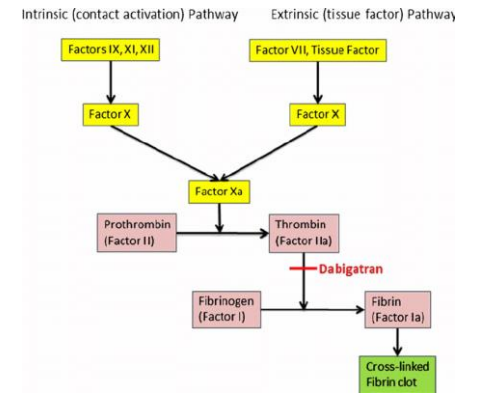 Intrinsic (contact activation) Pathway
Extrinsic (tissue factor) Pathway
Factors IX, XI, XII
Factor VII, Tissue Factor
Factor X
Factor X
Factor Xa
Prothrombin
(Factor II)
Thrombin
(Factor IIa)
Dabigatran
Fibrinogen
(Factor I)
Fibrin
(Factor Ia)
Cross-linked
Fibrin clot